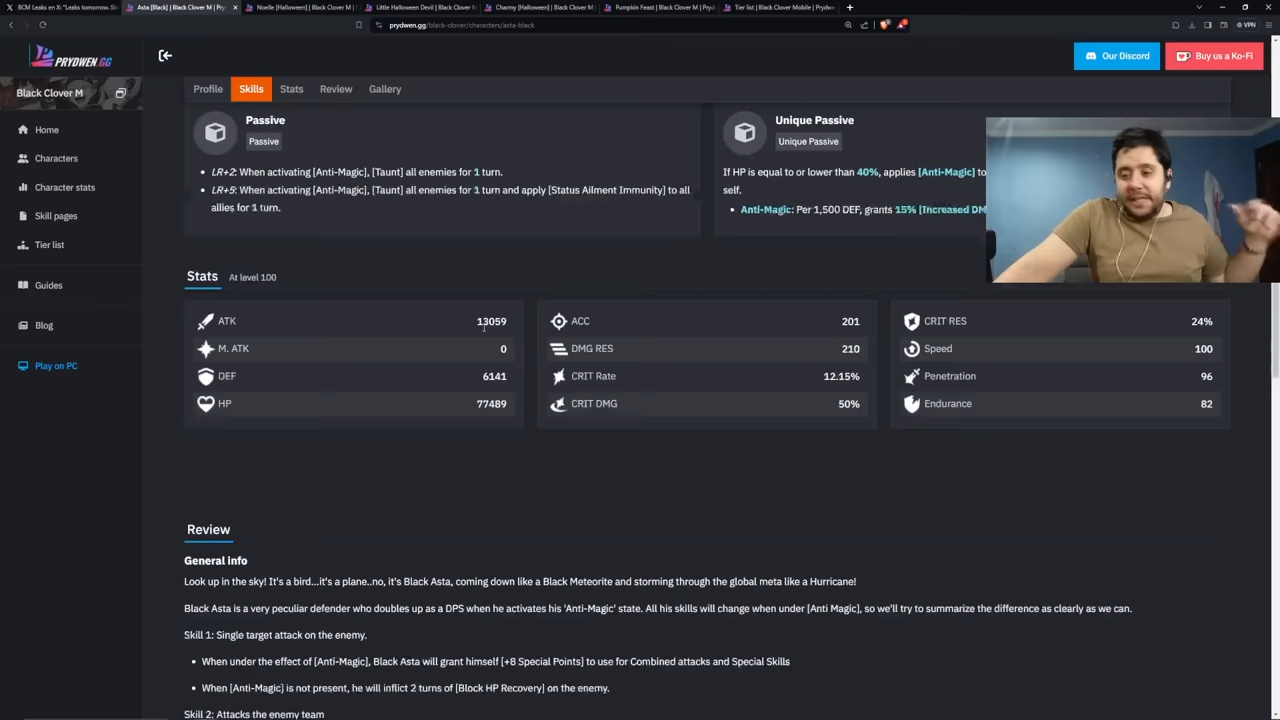 BCM Leaks en X: "Leaks tomorrow. St
Asta [Black] | Black Clover M | Pry
Noelle [Halloween] | Black Clover M |
Little Halloween Devil | Black Clover
Charmy [Halloween] | Black Clover M
Pumpkin Feast | Black Clover M | Pryd
Tier list | Black Clover Mobile | Prydw
prydwen.gg/black-clover/characters/asta-black
VPN
PRYDWEN.GG
Our Discord
Buy us a Ko-Fi
Black Clover M
Home
Characters
Character stats
Skill pages
Tier list
Guides
Blog
Play on PC
Profile
Skills
Stats
Review
Gallery
Passive
Passive
LR+2: When activating [Anti-Magic], [Taunt] all enemies for 1 turn.
LR+5: When activating [Anti-Magic], [Taunt] all enemies for 1 turn and apply [Status Ailment Immunity] to all
allies for 1 turn.
Unique Passive
Unique Passive
If HP is equal to or lower than 40%, applies [Anti-Magic] to
self.
Anti-Magic: Per 1,500 DEF, grants 15% [Increased DM
Stats At level 100
ATK 13059
M. ATK 0
DEF 6141
HP 77489
ACC 201
DMG RES 210
CRIT Rate 12.15%
CRIT DMG 50%
CRIT RES 24%
Speed 100
Penetration 96
Endurance 82
Review
General info
Look up in the sky! It's a bird...it's a plane..no, it's Black Asta, coming down like a Black Meteorite and storming through the global meta like a Hurricane!
Black Asta is a very peculiar defender who doubles up as a DPS when he activates his 'Anti-Magic' state. All his skills will change when under [Anti Magic], so we'll try to summarize the difference as clearly as we can.
Skill 1: Single target attack on the enemy.
When under the effect of [Anti-Magic], Black Asta will grant himself [+8 Special Points] to use for Combined attacks and Special Skills
When [Anti-Magic] is not present, he will inflict 2 turns of [Block HP Recovery] on the enemy.
Skill 2: Attacks the enemy team